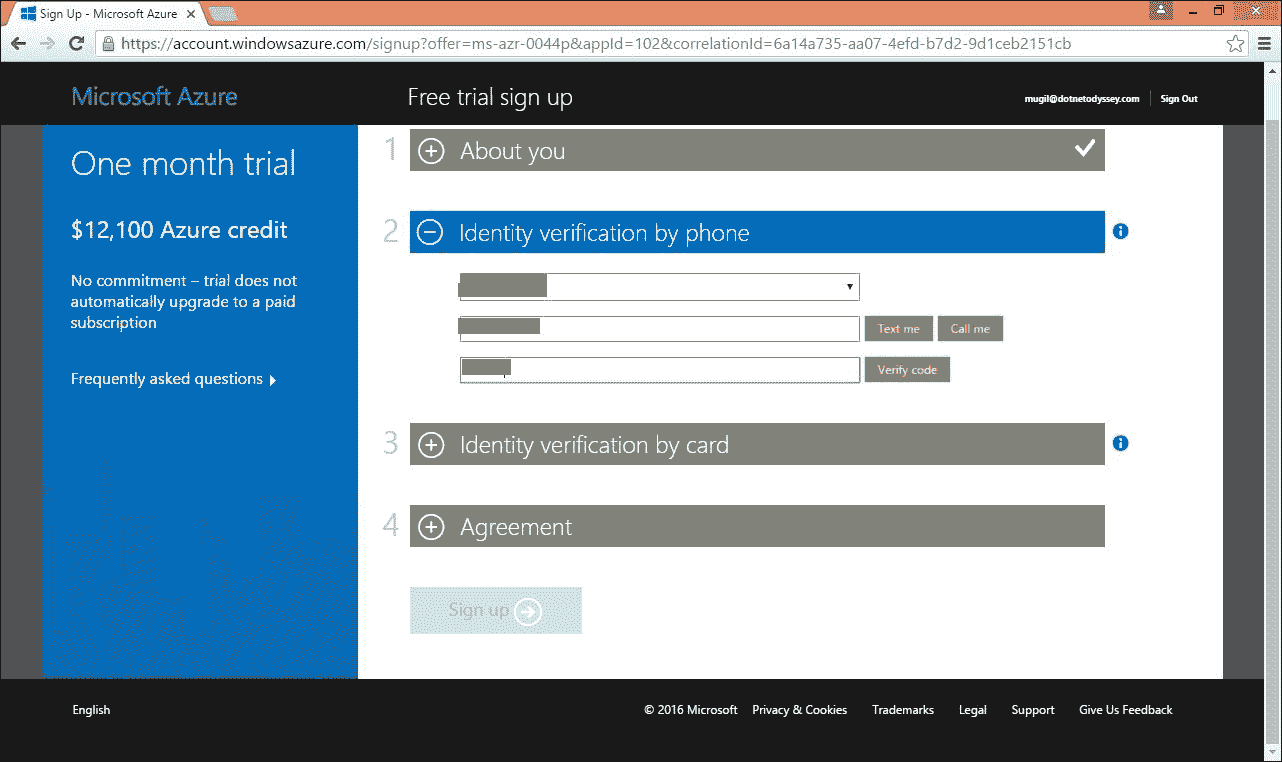 Sign Up - Microsoft Azure
https://account.windowsazure.com/signup?offer=ms-azr-0044p&appId=102&correlationId=6a14a735-aa07-4efd-b7d2-9d1ceb2151cb
Microsoft Azure
Free trial sign up
mugil@dotnetodyssey.com
Sign Out
One month trial
$12,100 Azure credit
No commitment – trial does not
automatically upgrade to a paid
subscription
Frequently asked questions
1 About you
2 Identity verification by phone
Text me
Call me
Verify code
3 Identity verification by card
4 Agreement
Sign up
English
© 2016 Microsoft
Privacy & Cookies
Trademarks
Legal
Support
Give Us Feedback